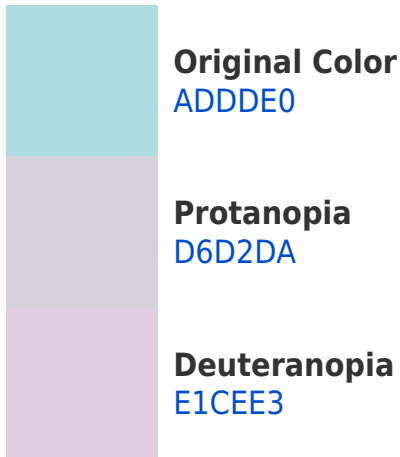 Original Color
ADDDE0
Protanopia
D6D2DA
Deuteranopia
E1CEE3